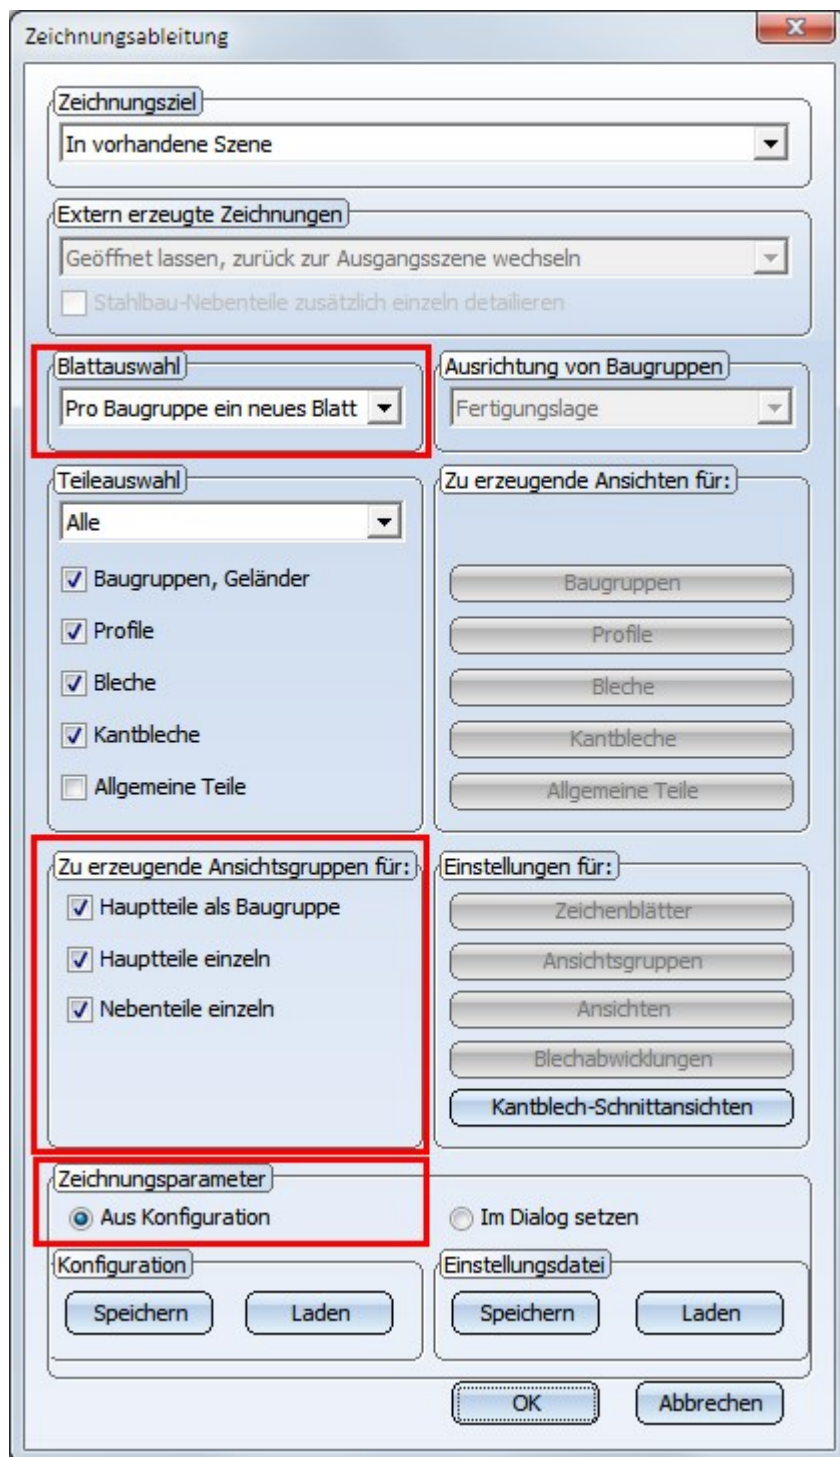 Zeichnungsableitung
Zeichnungsziel
In vorhandene Szene
Extern erzeugte Zeichnungen
Geöffnet lassen, zurück zur Ausgangsszene wechseln
Stahlbau-Nebenteile zusätzlich einzeln detailieren
Blattauswahl
Pro Baugruppe ein neues Blatt
Ausrichtung von Baugruppen
Fertigungslage
Teileauswahl
Alle
Baugruppen, Geländer
Profile
Bleche
Kantbleche
Allgemeine Teile
Zu erzeugende Ansichten für:
Baugruppen
Profile
Bleche
Kantbleche
Allgemeine Teile
Zu erzeugende Ansichtsgruppen für:
Hauptteile als Baugruppe
Hauptteile einzeln
Nebenteile einzeln
Einstellungen für:
Zeichenblätter
Ansichtsgruppen
Ansichten
Blechabwicklungen
Kantblech-Schnittansichten
Zeichnungsparameter
Aus Konfiguration
Im Dialog setzen
Konfiguration
Speichern
Laden
Einstellungsdatei
Speichern
Laden
OK
Abbrechen